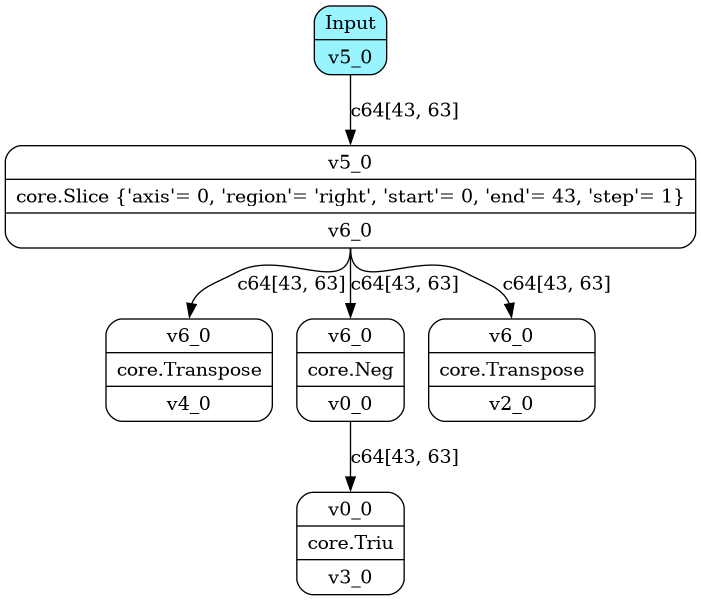 Input
v5_0
c64[43, 63]
v5_0
core.Slice {'axis'= 0, 'region'= 'right', 'start'= 0, 'end'= 43, 'step'= 1}
v6_0
c64[43, 63]
c64[43, 63]
c64[43, 63]
v6_0
core.Transpose
v4_0
v6_0
core.Neg
v0_0
v6_0
core.Transpose
v2_0
c64[43, 63]
v0_0
core.Triu
v3_0